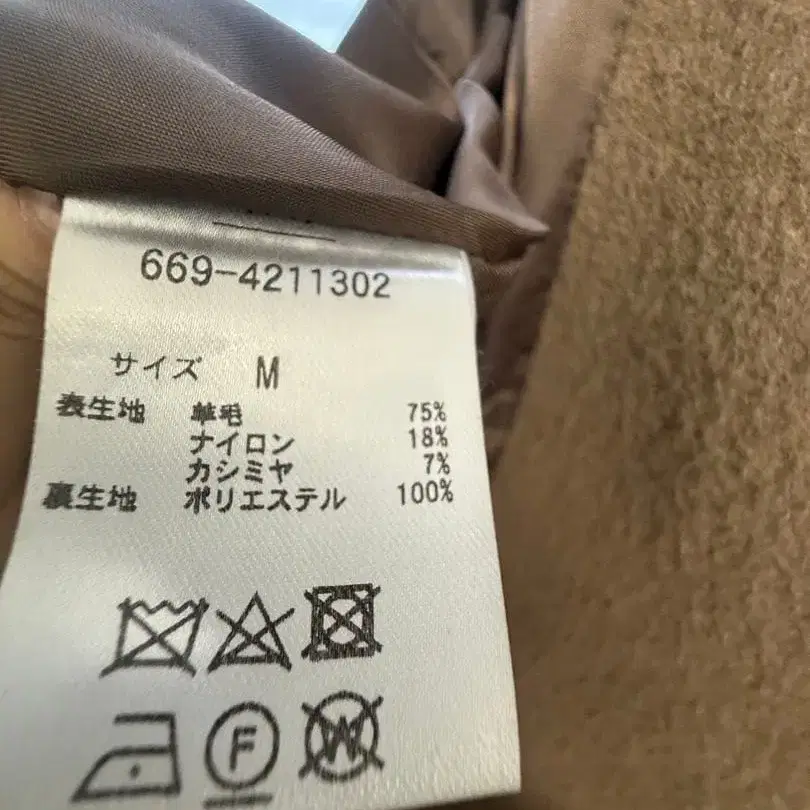 669-4211302
サイズ M
表生地 羊毛 75%
ナイロン 18%
カシミヤ 7%
裏生地 ポリエステル 100%
F
W